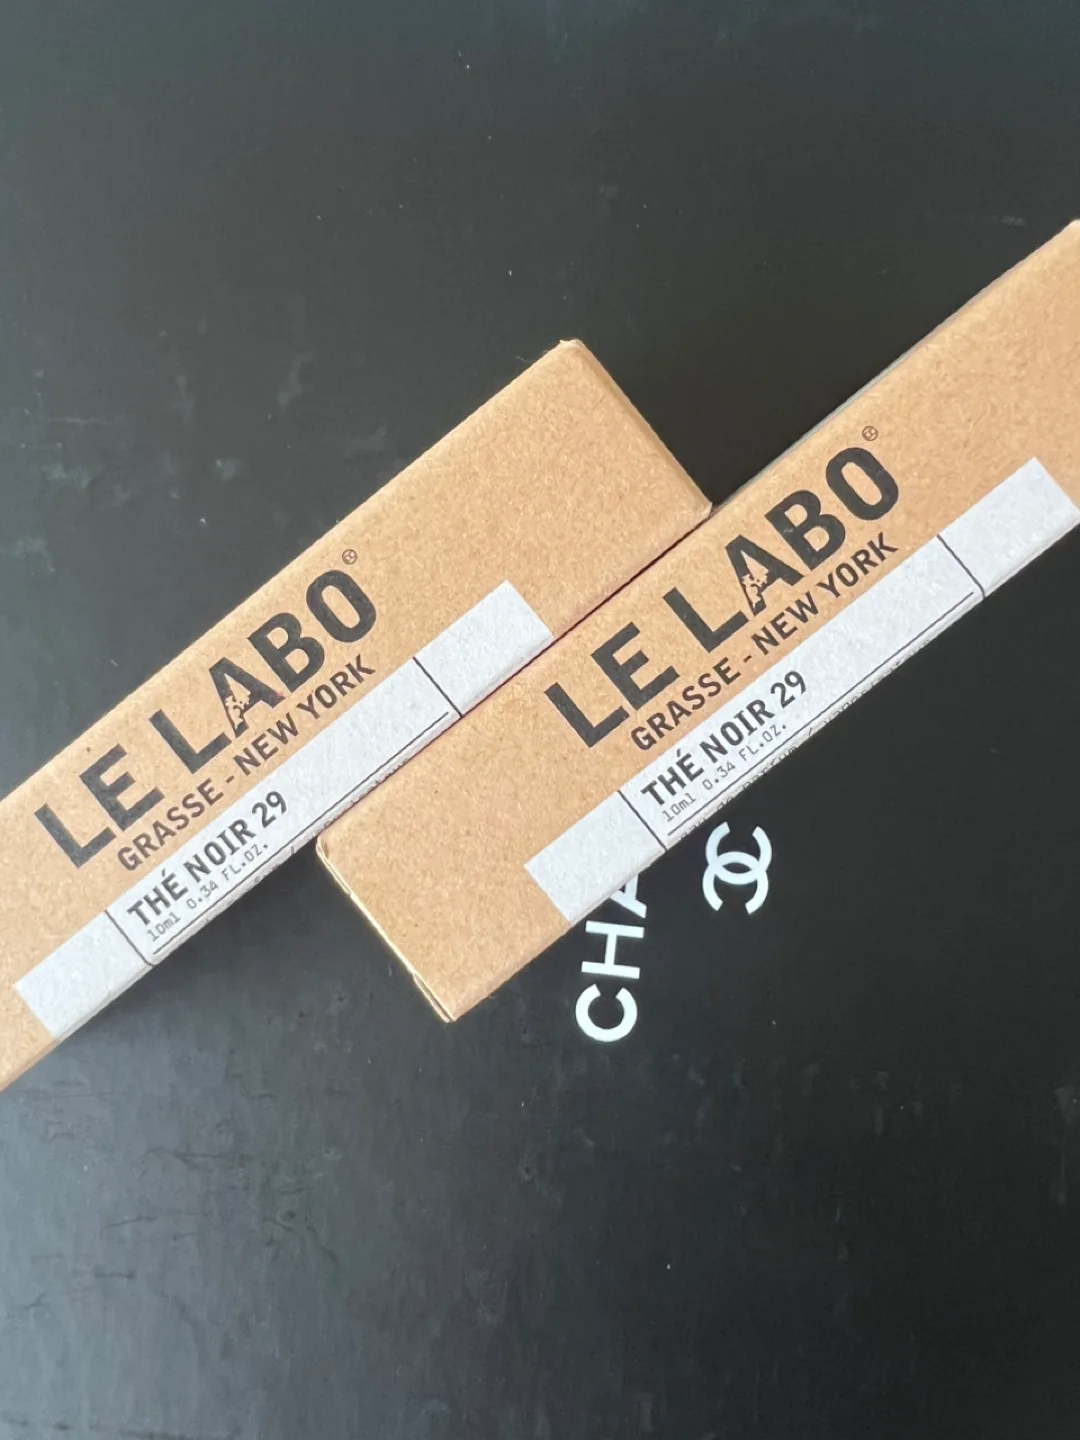 LE LABO
GRASSE - NEW YORK
THÉ NOIR 29
10ml 0.34 FL.OZ.
LE LABO
GRASSE - NEW YORK
THÉ NOIR 29
10ml 0.34 FL.OZ.
CHA